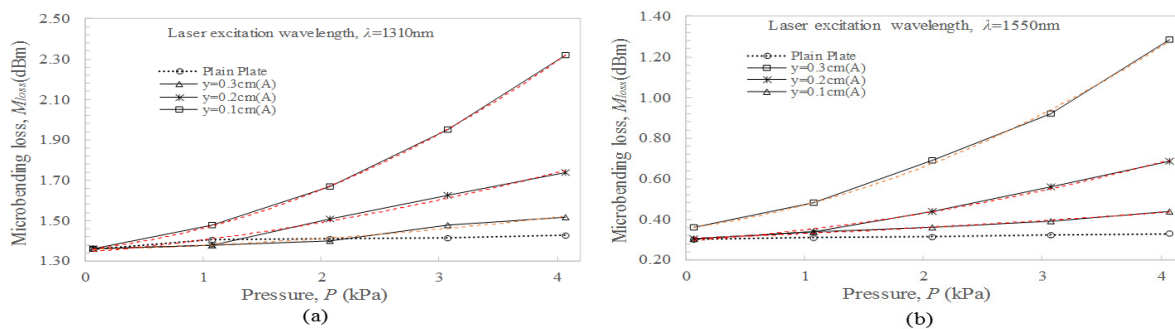 Laser excitation wavelength, λ=1310nm
Plain Plate
y=0.3cm(A)
y=0.2cm(A)
y=0.1cm(A)
Microbending loss, Mloss(dBm)
2.50
2.30
2.10
1.90
1.70
1.50
1.30
0
1
2
3
4
Pressure, P (kPa)
(a)
Laser excitation wavelength, λ=1550nm
Plain Plate
y=0.3cm(A)
y=0.2cm(A)
y=0.1cm(A)
Microbending loss, Mloss(dBm)
1.40
1.20
1.00
0.80
0.60
0.40
0.20
0
1
2
3
4
Pressure, P (kPa)
(b)